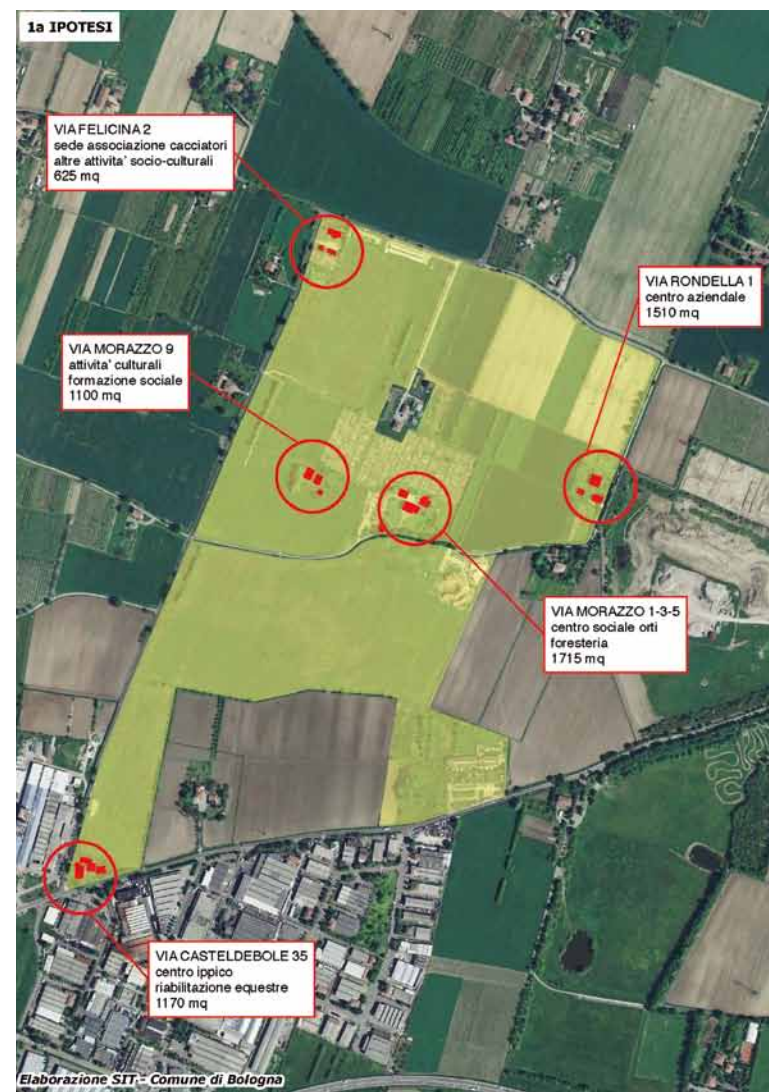 1a IPOTESI
VIA FELICINA 2
sede associazione cacciatori
altre attivita' socio-culturali
625 mq
VIA RONDELLA 1
centro aziendale
1510 mq
VIA MORAZZO 9
attivita' culturali
formazione sociale
1100 mq
VIA MORAZZO 1-3-5
centro sociale orti
foresteria
1715 mq
VIA CASTELDEBOLE 35
centro ippico
riabilitazione equestre
1170 mq
Elaborazione SIT - Comune di Bologna